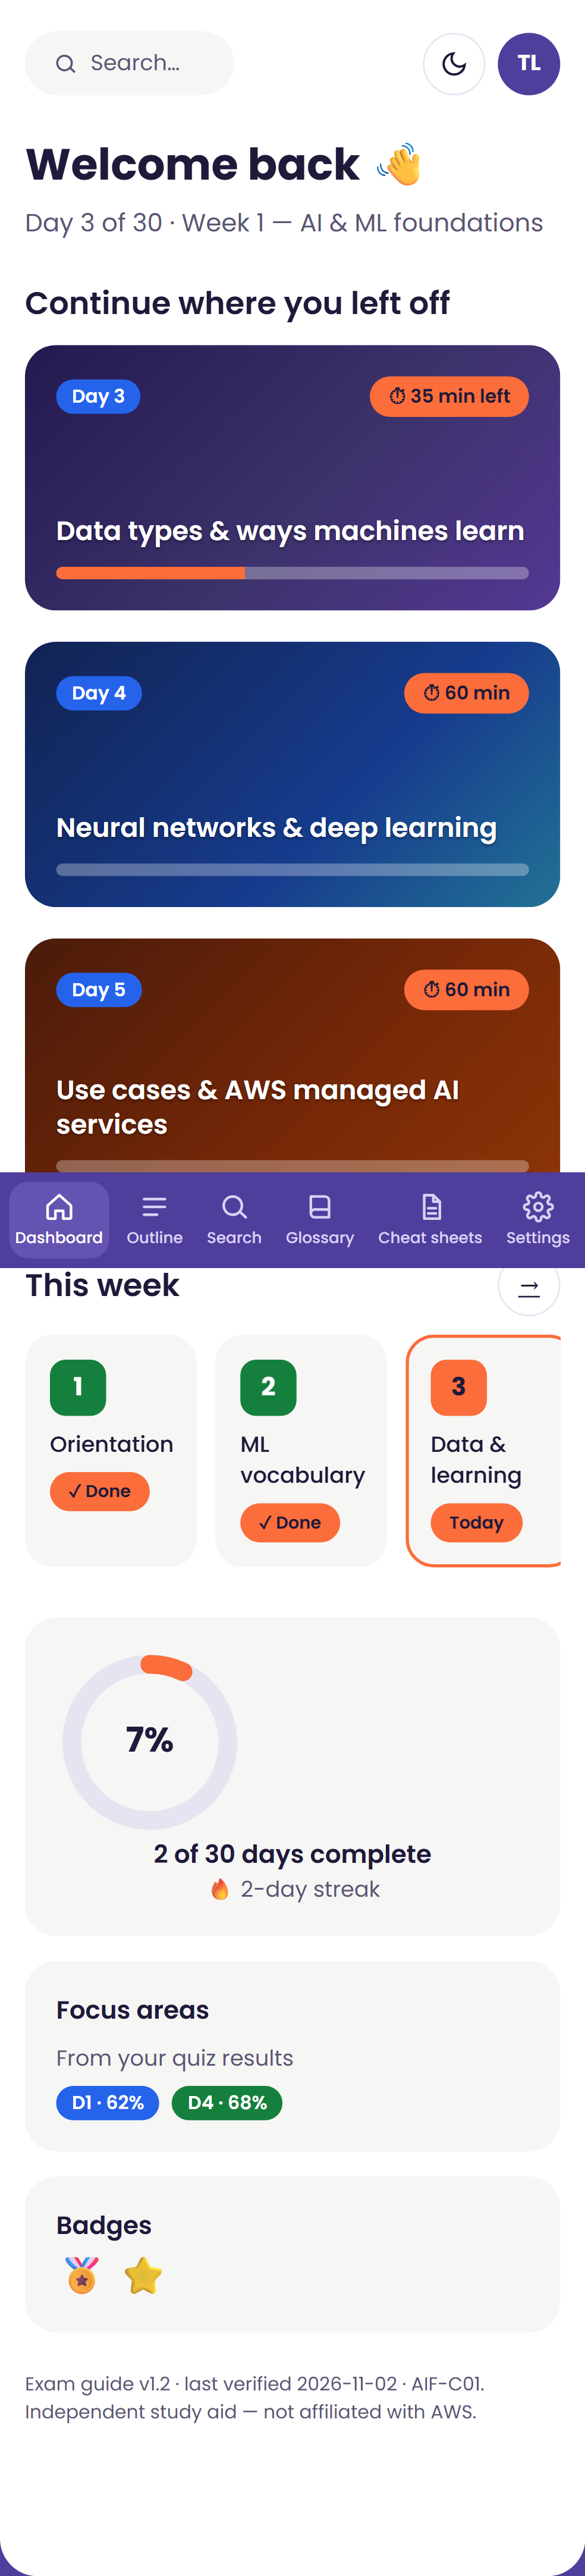 Search...
TL
Welcome back 👋
Day 3 of 30 · Week 1 — AI & ML foundations
Continue where you left off
Day 3
⏱ 35 min left
Data types & ways machines learn
Day 4
⏱ 60 min
Neural networks & deep learning
Day 5
⏱ 60 min
Use cases & AWS managed AI
services
Dashboard
Outline
Search
Glossary
Cheat sheets
Settings
This week
→
1
Orientation
✓ Done
2
ML
vocabulary
✓ Done
3
Data &
learning
Today
7%
2 of 30 days complete
🔥 2-day streak
Focus areas
From your quiz results
D1 · 62%
D4 · 68%
Badges
Exam guide v1.2 · last verified 2026-11-02 · AIF-C01.
Independent study aid — not affiliated with AWS.